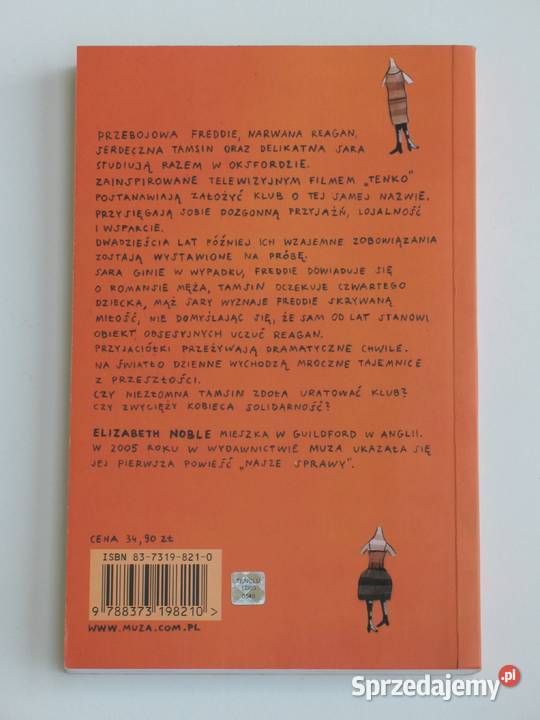 PRZEBOJOWA FREDDIE, NARWANA REAGAN,
SERDECZNA TAMSIN ORAZ DELIKATNA SARA
STUDIUJĄ RAZEM W OKSFORDZIE.
ZAINSPIROWANE TELEWIZYJNYM FILMEM „TENKO”
POSTANAWIAJĄ ZAŁOŻYĆ KLUB O TEJ SAMEJ NAZWIE.
PRZYSIĘGAJĄ SOBIE DOZGONNĄ PRZYJAŹŃ, LOJALNOŚĆ
I WSPARCIE.
DWADZIEŚCIA LAT PÓŹNIEJ ICH WZAJEMNE ZOBOWIĄZANIA
ZOSTAJĄ WYSTAWIONE NA PRÓBĘ.
SARA GINIE W WYPADKU, FREDDIE DOWIADUJE SIĘ
O ROMANSIE MĘŻA, TAMSIN OCZEKUJE CZWARTEGO
DZIECKA, MĄŻ SARY WYZNAJE FREDDIE SKRYWANĄ
MIŁOŚĆ, NIE DOMYŚLAJĄC SIĘ, ŻE SAM OD LAT STANOWI
OBIEKT OBSESYJNYCH UCZUĆ REAGAN.
PRZYJACIÓŁKI PRZEŻYWAJĄ DRAMATYCZNE CHWILE.
NA ŚWIATŁO DZIENNE WYCHODZĄ MROCZNE TAJEMNICE
Z PRZESZŁOŚCI.
CZY NIEZŁOMNA TAMSIN ZDOŁA URATOWAĆ KLUB?
CZY ZWYCIĘŻY KOBIECA SOLIDARNOŚĆ?
ELIZABETH NOBLE MIESZKA W GUILDFORD W ANGLII.
W 2005 ROKU W WYDAWNICTWIE MUZA UKAZAŁA SIĘ
JEJ PIERWSZA POWIEŚĆ „NASZE SPRAWY”.
CENA 34,90 ZŁ
ISBN 83-7319-821-0
9 788373 198210 >
WWW.MUZA.COM.PL
Sprzedajemy.pl